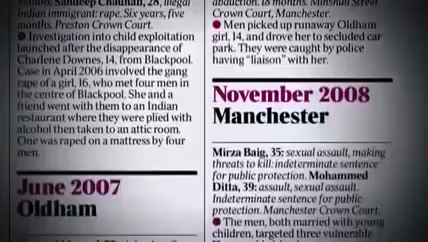 Sandeep Chauhan, 28, illegal
Indian immigrant: rape. Six years, five
months. Preston Crown Court.
● Investigation into child exploitation
launched after the disappearance of
Charlene Downes, 14, from Blackpool.
Case in April 2006 involved the gang
rape of a girl, 16, who met four men in
the centre of Blackpool. She and a
friend went with them to an Indian
restaurant where they were plied with
alcohol then taken to an attic room.
One was raped on a mattress by four
men.
June 2007
Oldham
abduction. 18 months. Minshull Street
Crown Court, Manchester.
● Men picked up runaway Oldham
girl, 14, and drove her to secluded car
park. They were caught by police
having “liaison” with her.
November 2008
Manchester
Mirza Baig, 35: sexual assault, making
threats to kill: indeterminate sentence
for public protection. Mohammed
Ditta, 39: assault, sexual assault.
Indeterminate sentence for public
protection. Manchester Crown Court.
● The men, both married with young
children, targeted three vulnerable